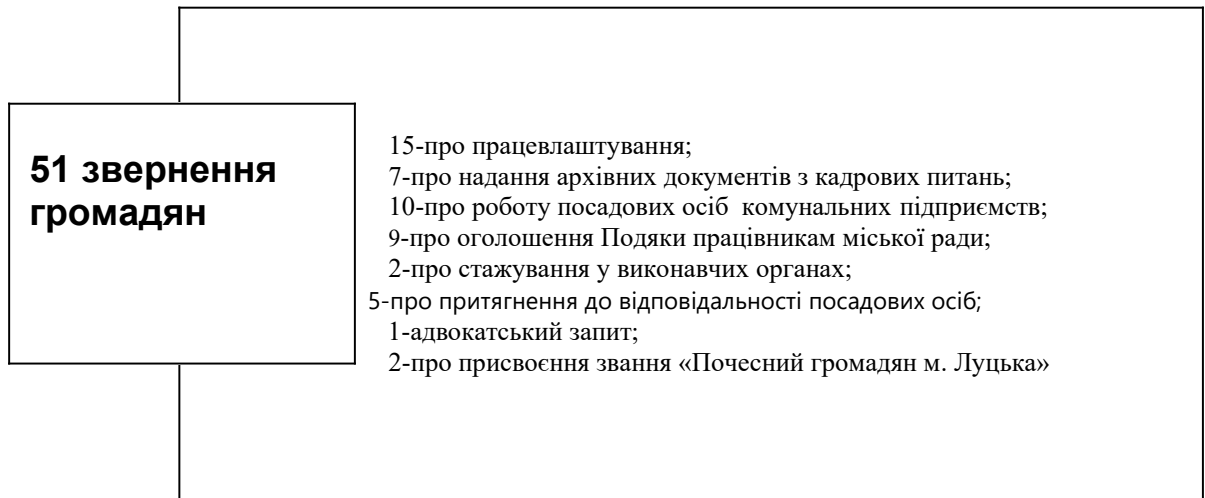 51 звернення
громадян
15-про працевлаштування;
7-про надання архівних документів з кадрових питань;
10-про роботу посадових осіб комунальних підприємств;
9-про оголошення Подяки працівникам міської ради;
2-про стажування у виконавчих органах;
5-про притягнення до відповідальності посадових осіб;
1-адвокатський запит;
2-про присвоєння звання «Почесний громадян м. Луцька»